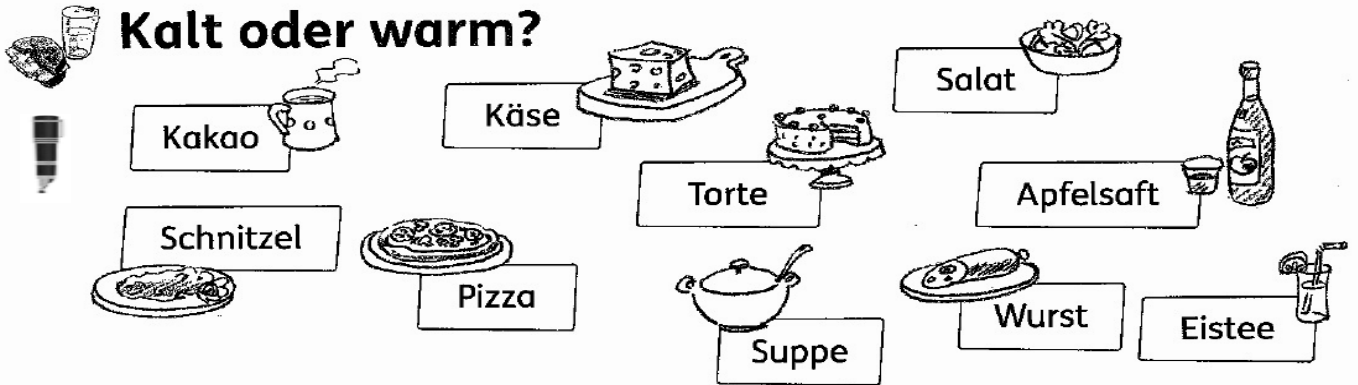 Kalt oder warm?
Kakao
Käse
Salat
Torte
Apfelsaft
Schnitzel
Pizza
Suppe
Wurst
Eistee